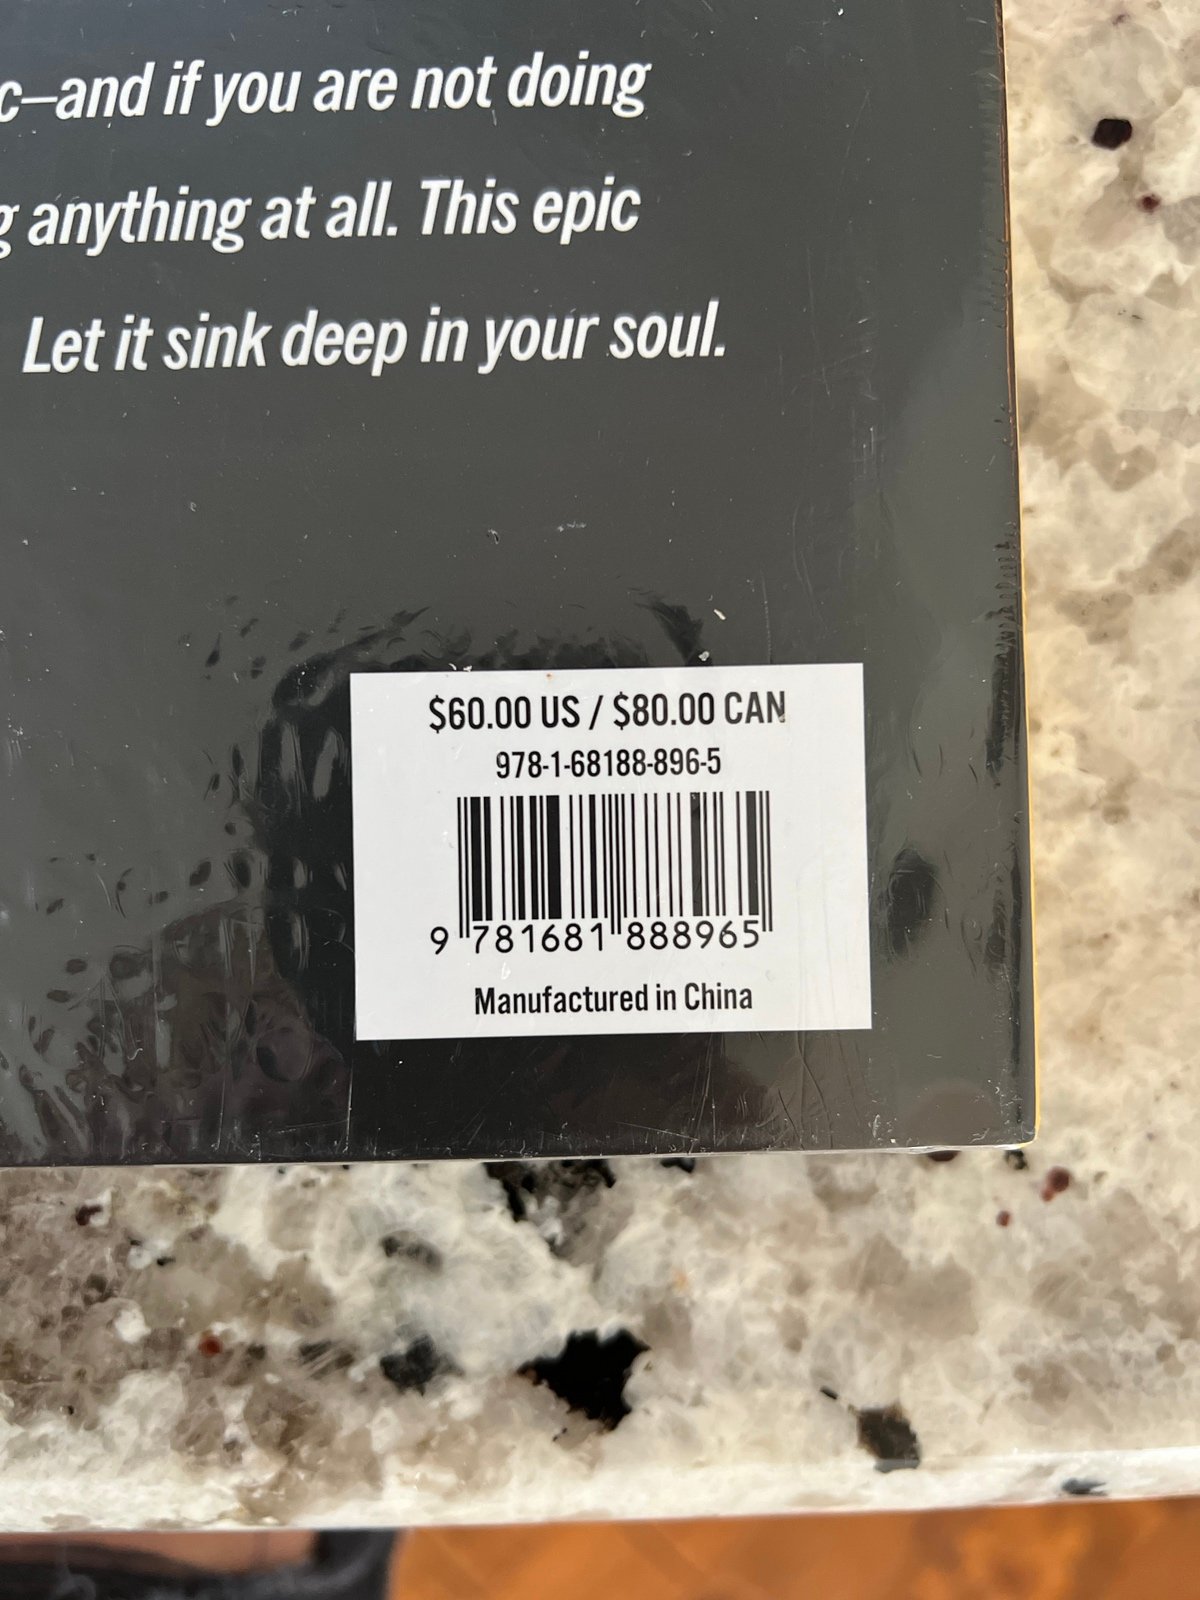 c—and if you are not doing
g anything at all. This epic
Let it sink deep in your soul.
$60.00 US / $80.00 CAN
978-1-68188-896-5
9 781681 888965
Manufactured in China